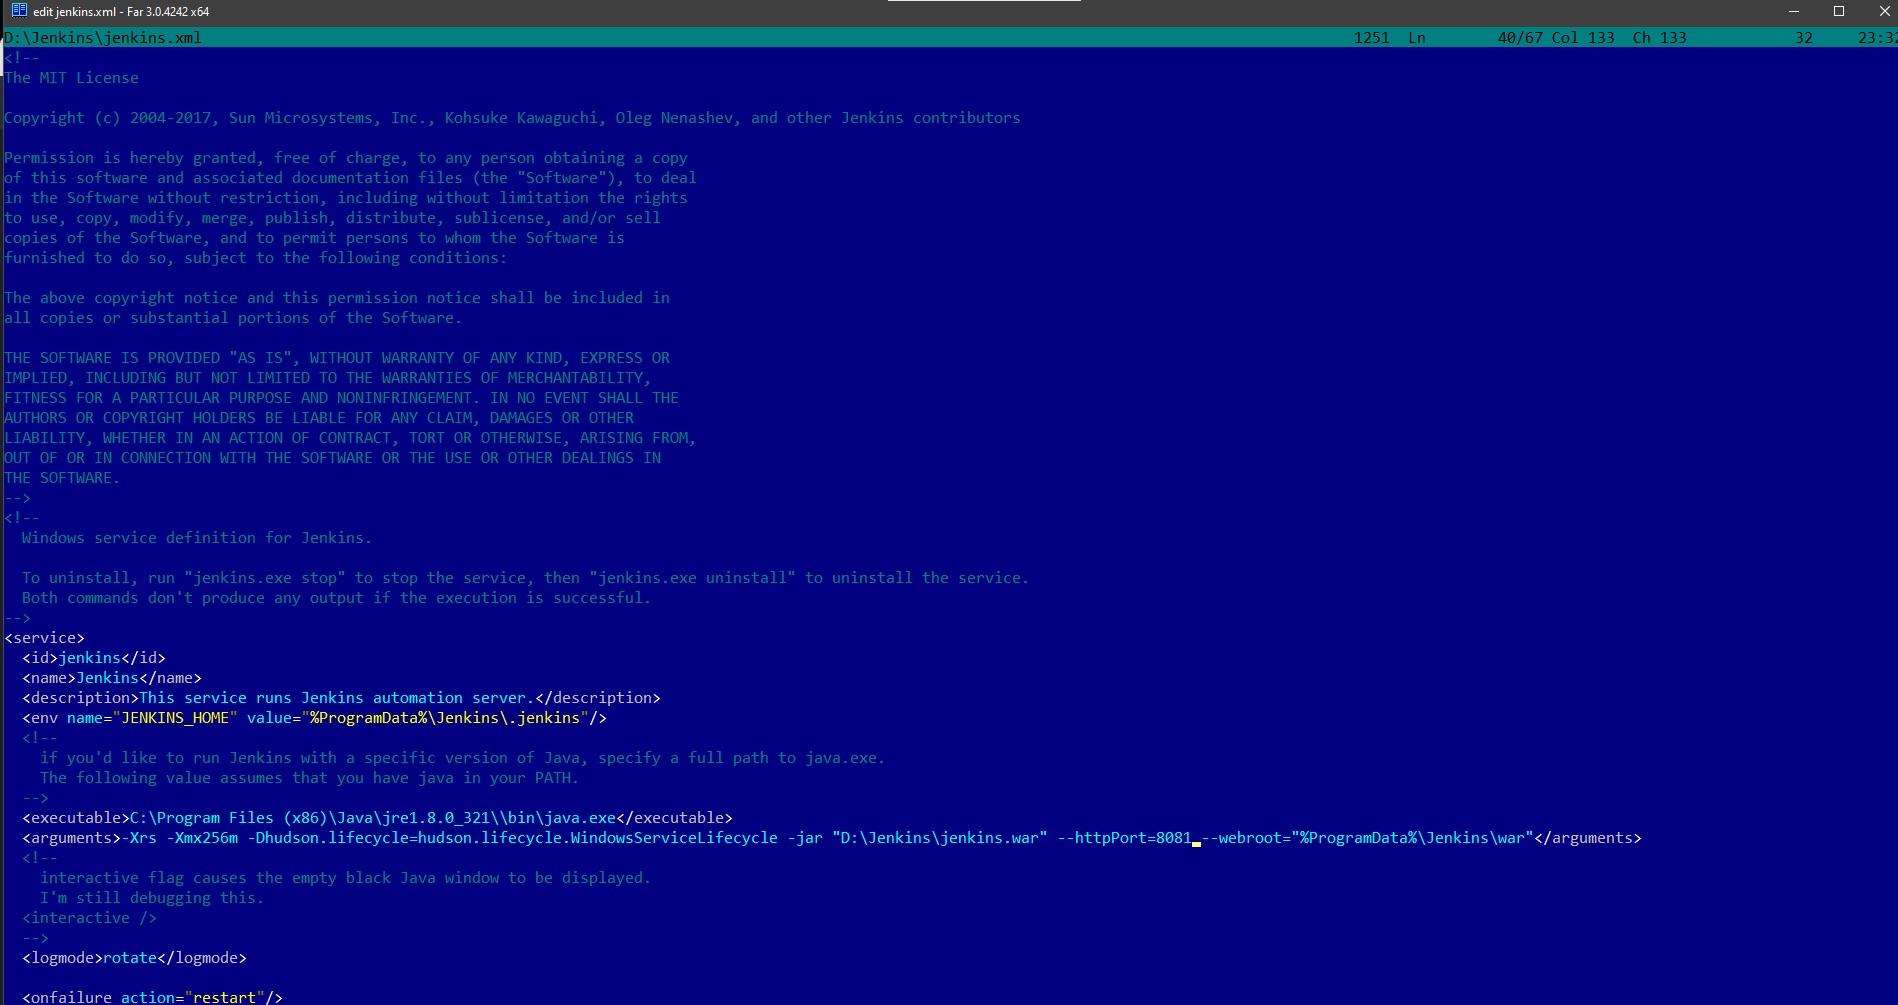 edit jenkins.xml - Far 3.0.4242 x64
D:\Jenkins\jenkins.xml 1251 Ln 40/67 Col 133 Ch 133 32 23:32
<!--
The MIT License
Copyright (c) 2004-2017, Sun Microsystems, Inc., Kohsuke Kawaguchi, Oleg Nenashev, and other Jenkins contributors
Permission is hereby granted, free of charge, to any person obtaining a copy
of this software and associated documentation files (the "Software"), to deal
in the Software without restriction, including without limitation the rights
to use, copy, modify, merge, publish, distribute, sublicense, and/or sell
copies of the Software, and to permit persons to whom the Software is
furnished to do so, subject to the following conditions:
The above copyright notice and this permission notice shall be included in
all copies or substantial portions of the Software.
THE SOFTWARE IS PROVIDED "AS IS", WITHOUT WARRANTY OF ANY KIND, EXPRESS OR
IMPLIED, INCLUDING BUT NOT LIMITED TO THE WARRANTIES OF MERCHANTABILITY,
FITNESS FOR A PARTICULAR PURPOSE AND NONINFRINGEMENT. IN NO EVENT SHALL THE
AUTHORS OR COPYRIGHT HOLDERS BE LIABLE FOR ANY CLAIM, DAMAGES OR OTHER
LIABILITY, WHETHER IN AN ACTION OF CONTRACT, TORT OR OTHERWISE, ARISING FROM,
OUT OF OR IN CONNECTION WITH THE SOFTWARE OR THE USE OR OTHER DEALINGS IN
THE SOFTWARE.
-->
<!--
  Windows service definition for Jenkins.
  To uninstall, run "jenkins.exe stop" to stop the service, then "jenkins.exe uninstall" to uninstall the service.
  Both commands don't produce any output if the execution is successful.
-->
<service>
  <id>jenkins</id>
  <name>Jenkins</name>
  <description>This service runs Jenkins automation server.</description>
  <env name="JENKINS_HOME" value="%ProgramData%\Jenkins\.jenkins"/>
  <!--
    if you'd like to run Jenkins with a specific version of Java, specify a full path to java.exe.
    The following value assumes that you have java in your PATH.
  -->
  <executable>C:\Program Files (x86)\Java\jre1.8.0_321\\bin\java.exe</executable>
  <arguments>-Xrs -Xmx256m -Dhudson.lifecycle=hudson.lifecycle.WindowsServiceLifecycle -jar "D:\Jenkins\jenkins.war" --httpPort=8081 --webroot="%ProgramData%\Jenkins\war"</arguments>
  <!--
    interactive flag causes the empty black Java window to be displayed.
    I'm still debugging this.
  <interactive />
  -->
  <logmode>rotate</logmode>
  <onfailure action="restart"/>